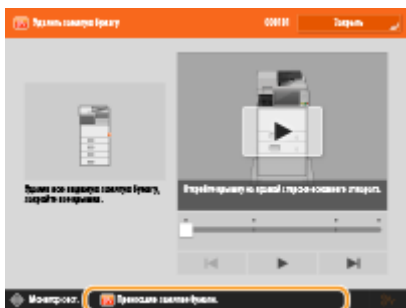 Удалить замятую бумагу
Закрыть
Удалите всю видимую замятую бумагу,
закройте все крышки.
Откройте крышку на правой стороне основного аппарата.
Монитор сост.
Произошло замятие бумаги.